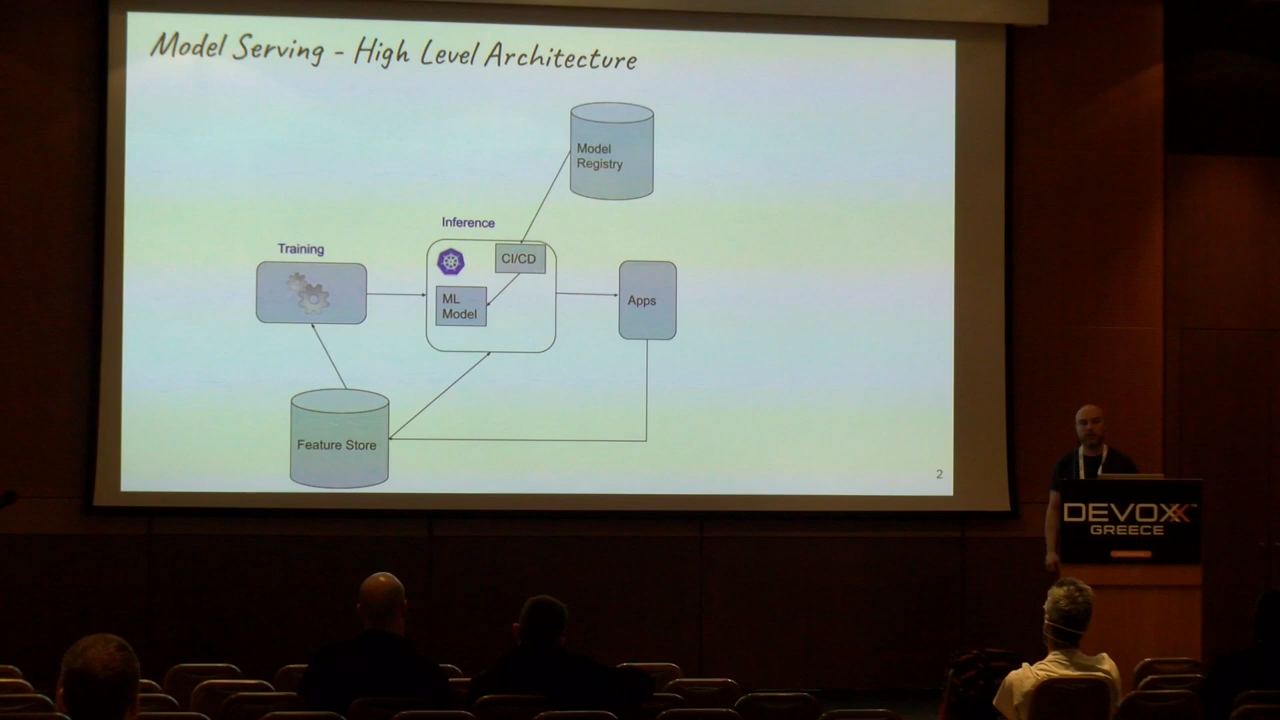 Model Serving - High Level Architecture
Model
Registry
Inference
Training
CI/CD
ML
Model
Apps
Feature Store
2
DEVOXX
GREECE